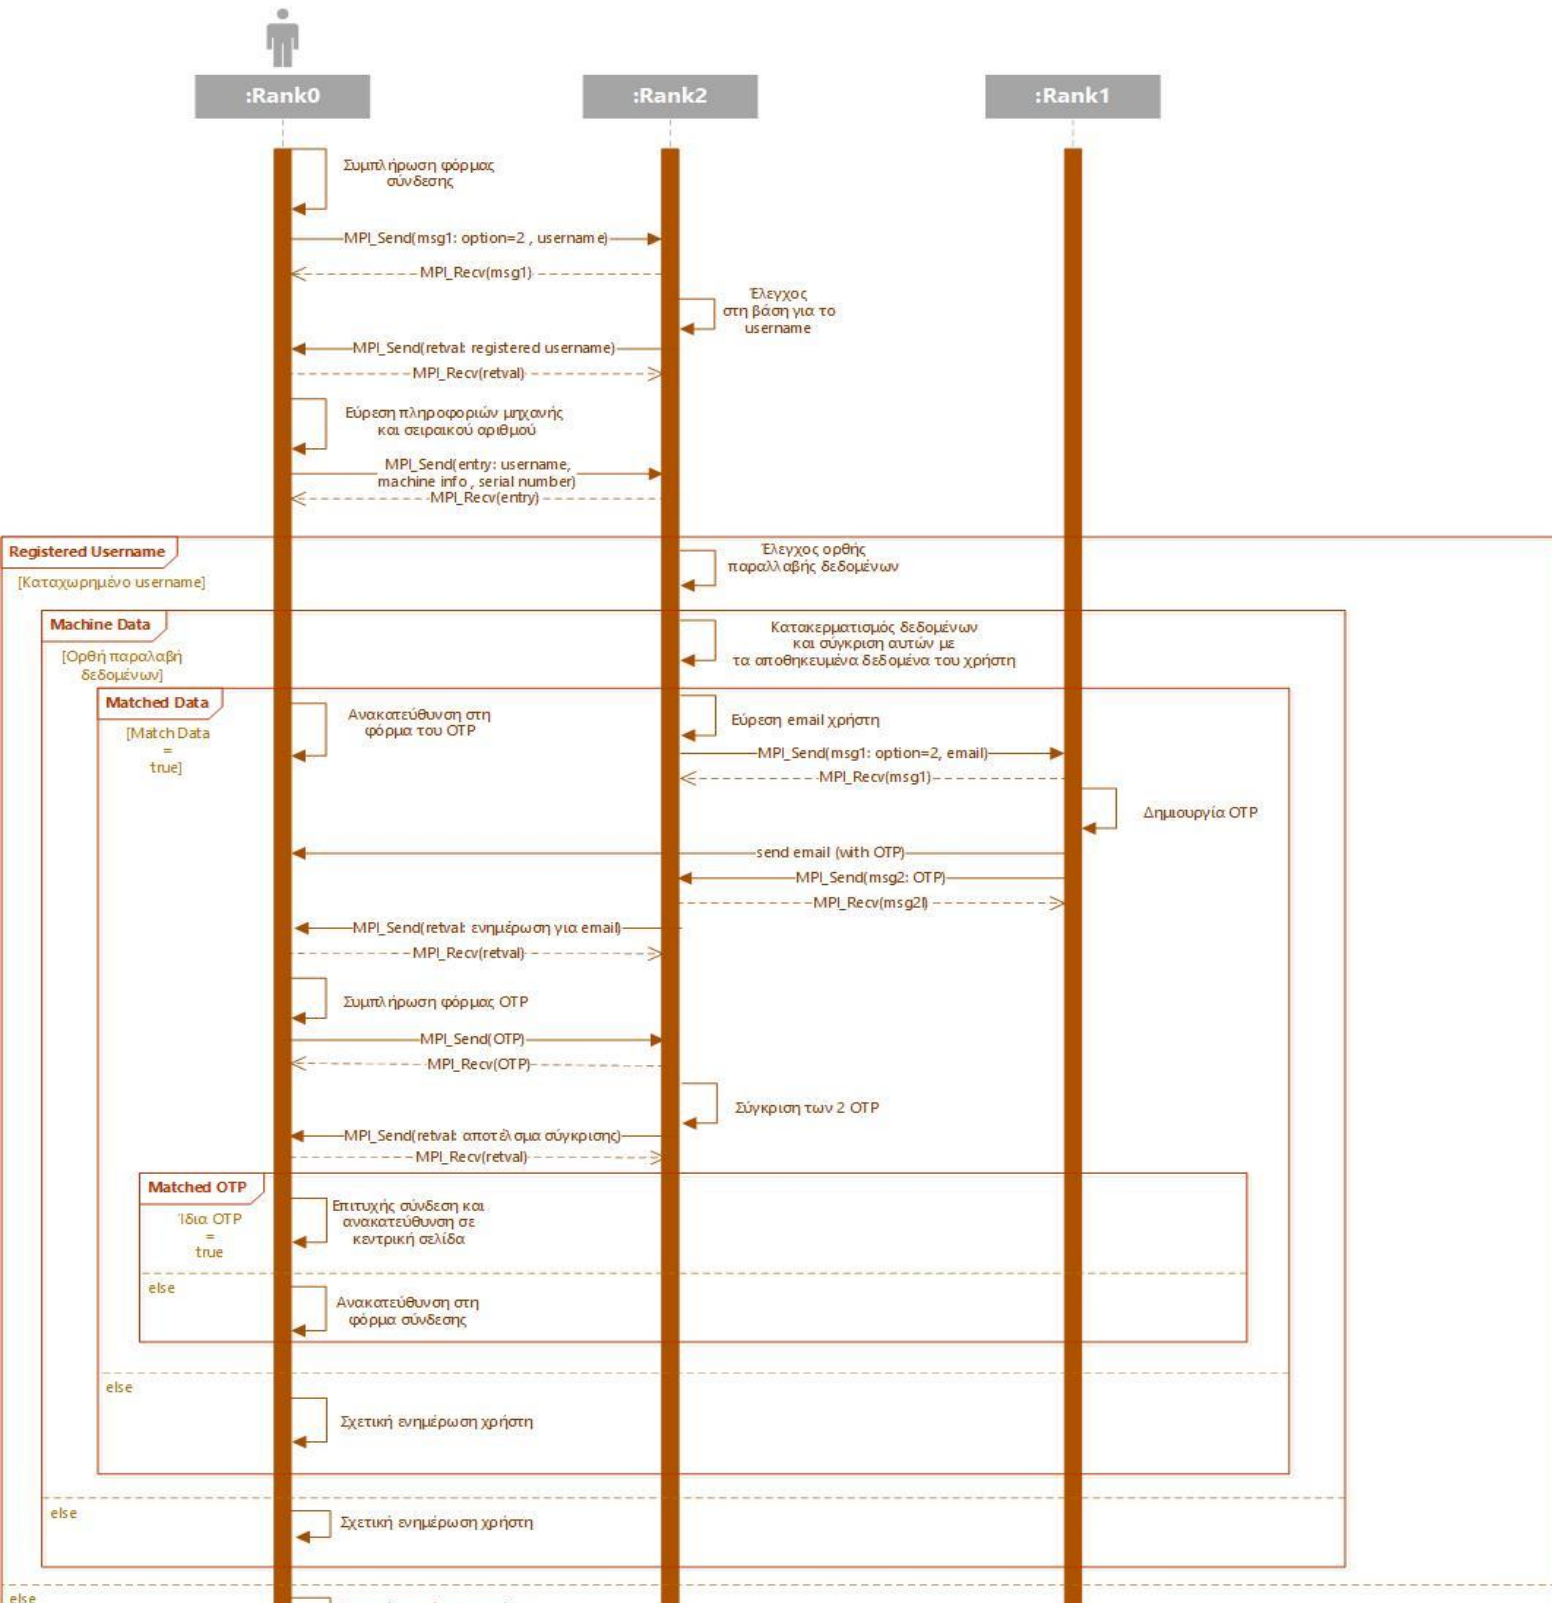 :Rank0
:Rank2
:Rank1
Συμπλήρωση φόρμας
σύνδεσης
MPI_Send(msg1: option=2 , username)
MPI_Recv(msg1)
Έλεγχος
στη βάση για το
username
MPI_Send(retval: registered username)
MPI_Recv(retval)
Εύρεση πληροφοριών μηχανής
και σειραικού αριθμού
MPI_Send(entry: username,
machine info , serial number)
MPI_Recv(entry)
Registered Username
[Καταχωρημένο username]
Έλεγχος ορθής
παραλλαβής δεδομένων
Machine Data
[Ορθή παραλαβή
δεδομένων]
Κατακερματισμός δεδομένων
και σύγκριση αυτών με
τα αποθηκευμένα δεδομένα του χρήστη
Matched Data
[Match Data
=
true]
Ανακατεύθυνση στη
φόρμα του OTP
Εύρεση email χρήστη
MPI_Send(msg1: option=2, email)
MPI_Recv(msg1)
Δημιουργία OTP
send email (with OTP)
MPI_Send(msg2: OTP)
MPI_Recv(msg2l)
MPI_Send(retval: ενημέρωση για email)
MPI_Recv(retval)
Συμπλήρωση φόρμας OTP
MPI_Send(OTP)
MPI_Recv(OTP)
Σύγκριση των 2 OTP
MPI_Send(retval: αποτέλσμα σύγκρισης)
MPI_Recv(retval)
Matched OTP
Ίδια OTP
=
true
Επιτυχής σύνδεση και
ανακατεύθυνση σε
κεντρική σελίδα
else
Ανακατεύθυνση στη
φόρμα σύνδεσης
else
Σχετική ενημέρωση χρήστη
else
Σχετική ενημέρωση χρήστη
else